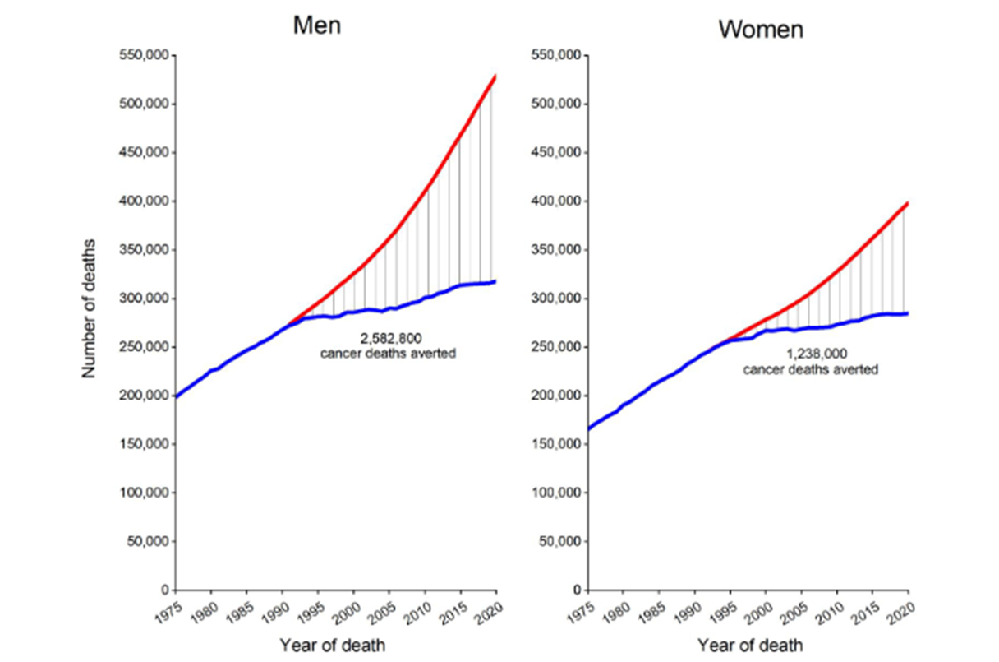 Men
550,000
500,000
450,000
400,000
350,000
300,000
250,000
200,000
150,000
100,000
50,000
0
Number of deaths
2,582,800
cancer deaths averted
1975 1980 1985 1990 1995 2000 2005 2010 2015 2020
Year of death
Women
550,000
500,000
450,000
400,000
350,000
300,000
250,000
200,000
150,000
100,000
50,000
0
1,238,000
cancer deaths averted
1975 1980 1985 1990 1995 2000 2005 2010 2015 2020
Year of death